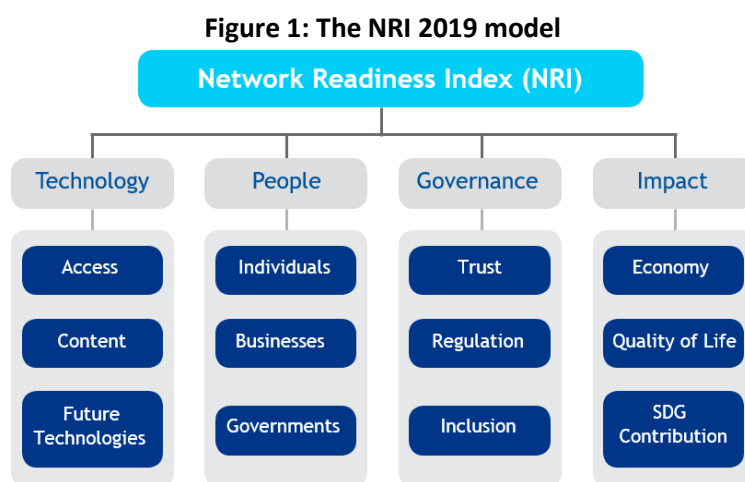 Figure 1: The NRI 2019 model
Network Readiness Index (NRI)
Technology
People
Governance
Impact
Access
Individuals
Trust
Economy
Content
Businesses
Regulation
Quality of Life
Future
Technologies
Governments
Inclusion
SDG
Contribution